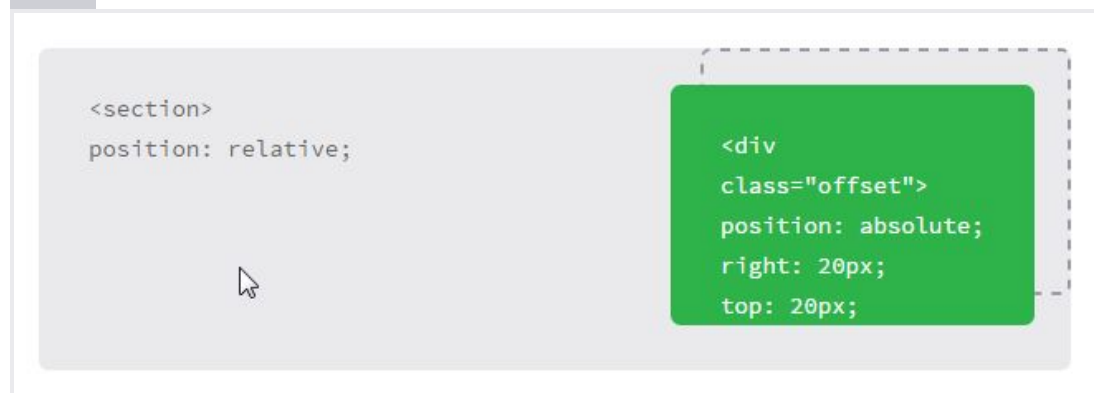 <section>
position: relative;
<div
class="offset">
position: absolute;
right: 20px;
top: 20px;